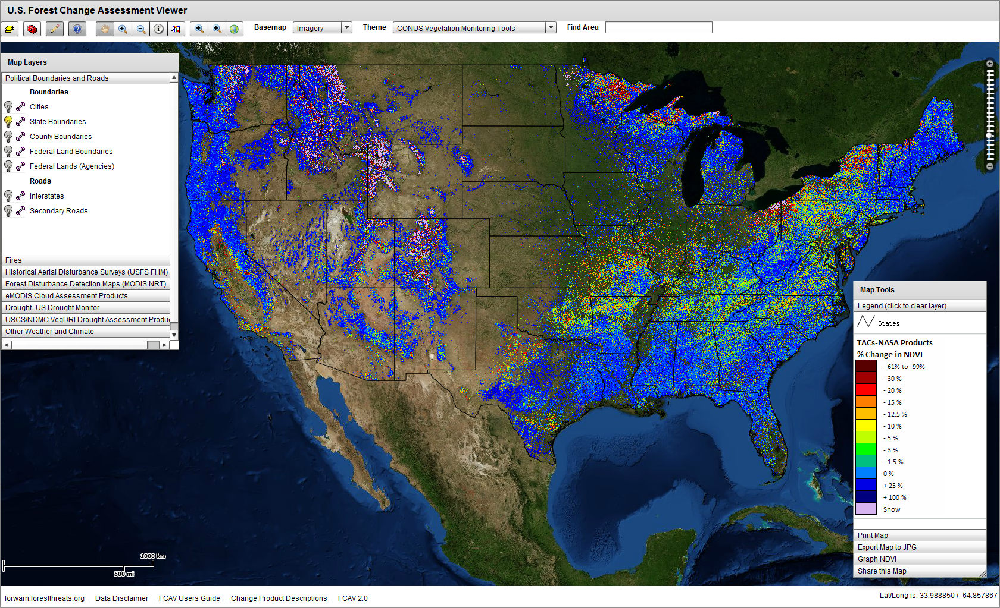 U.S. Forest Change Assessment Viewer
Basemap Imagery Theme CONUS Vegetation Monitoring Tools Find Area
Map Layers
Political Boundaries and Roads
Boundaries
Cities
State Boundaries
County Boundaries
Federal Land Boundaries
Federal Lands (Agencies)
Roads
Interstates
Secondary Roads
Fires
Historical Aerial Disturbance Surveys (USFS FHM)
Forest Disturbance Detection Maps (MODIS NRT)
eMODIS Cloud Assessment Products
Drought- US Drought Monitor
USGS/NDMC VegDRI Drought Assessment Produ
Other Weather and Climate
Map Tools
Legend (click to clear layer)
States
TACs-NASA Products
% Change in NDVI
- 61% to -99%
- 30 %
- 20 %
- 15 %
- 12.5 %
- 10 %
- 5 %
- 3 %
- 1.5 %
0 %
+ 25 %
+ 100 %
Snow
Print Map
Export Map to JPG
Graph NDVI
Share this Map
1000 km
500 mi
forwarn.forestthreats.org Data Disclaimer FCAV Users Guide Change Product Descriptions FCAV 2.0
Lat/Long is: 33.988850 / -64.857867